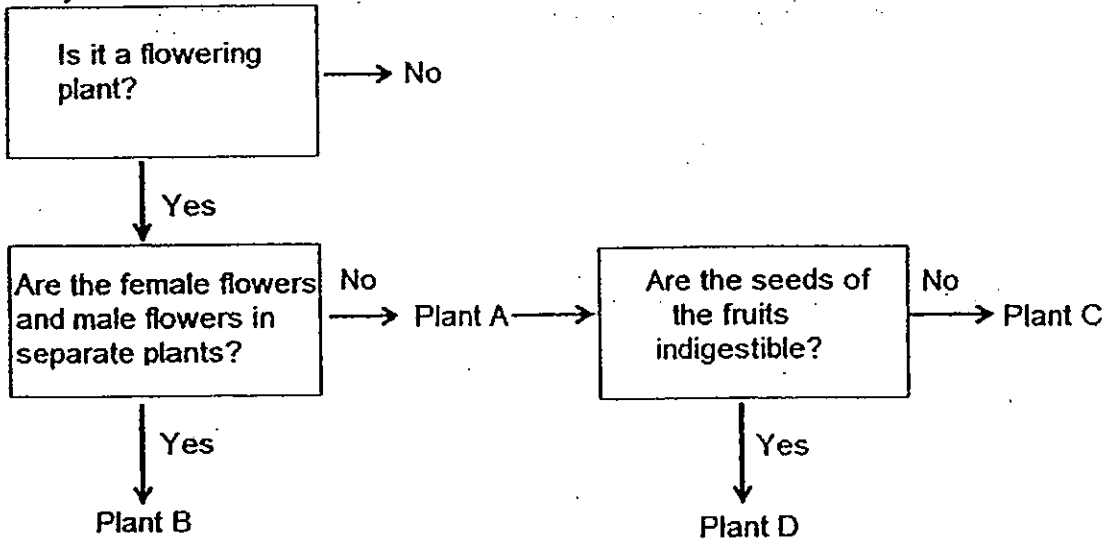 Is it a flowering
plant?
No
Yes
Are the female flowers
and male flowers in
separate plants?
No
Plant A
Are the seeds of
the fruits
indigestible?
No
Plant C
Yes
Plant B
Yes
Plant D